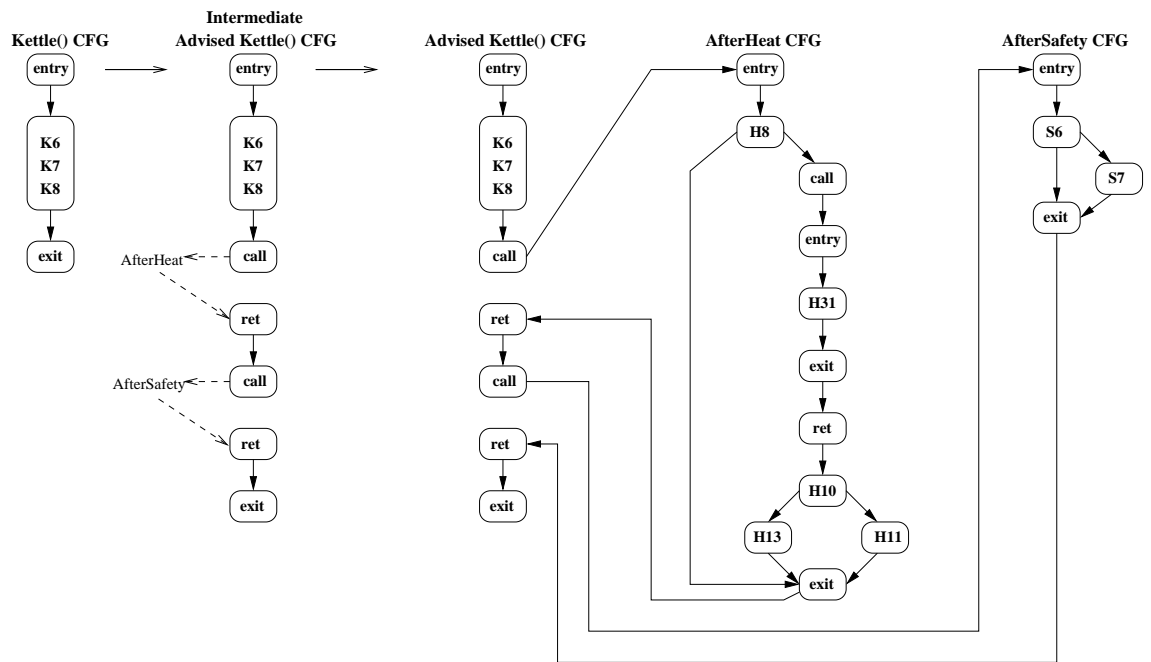 Intermediate
Kettle() CFG
Advised Kettle() CFG
Advised Kettle() CFG
AfterHeat CFG
AfterSafety CFG
entry
entry
entry
entry
entry
K6
K7
K8
K6
K7
K8
K6
K7
K8
H8
S6
call
S7
exit
entry
exit
call
AfterHeat
call
H31
ret
ret
exit
AfterSafety
call
call
ret
ret
ret
H10
exit
exit
H13
H11
exit